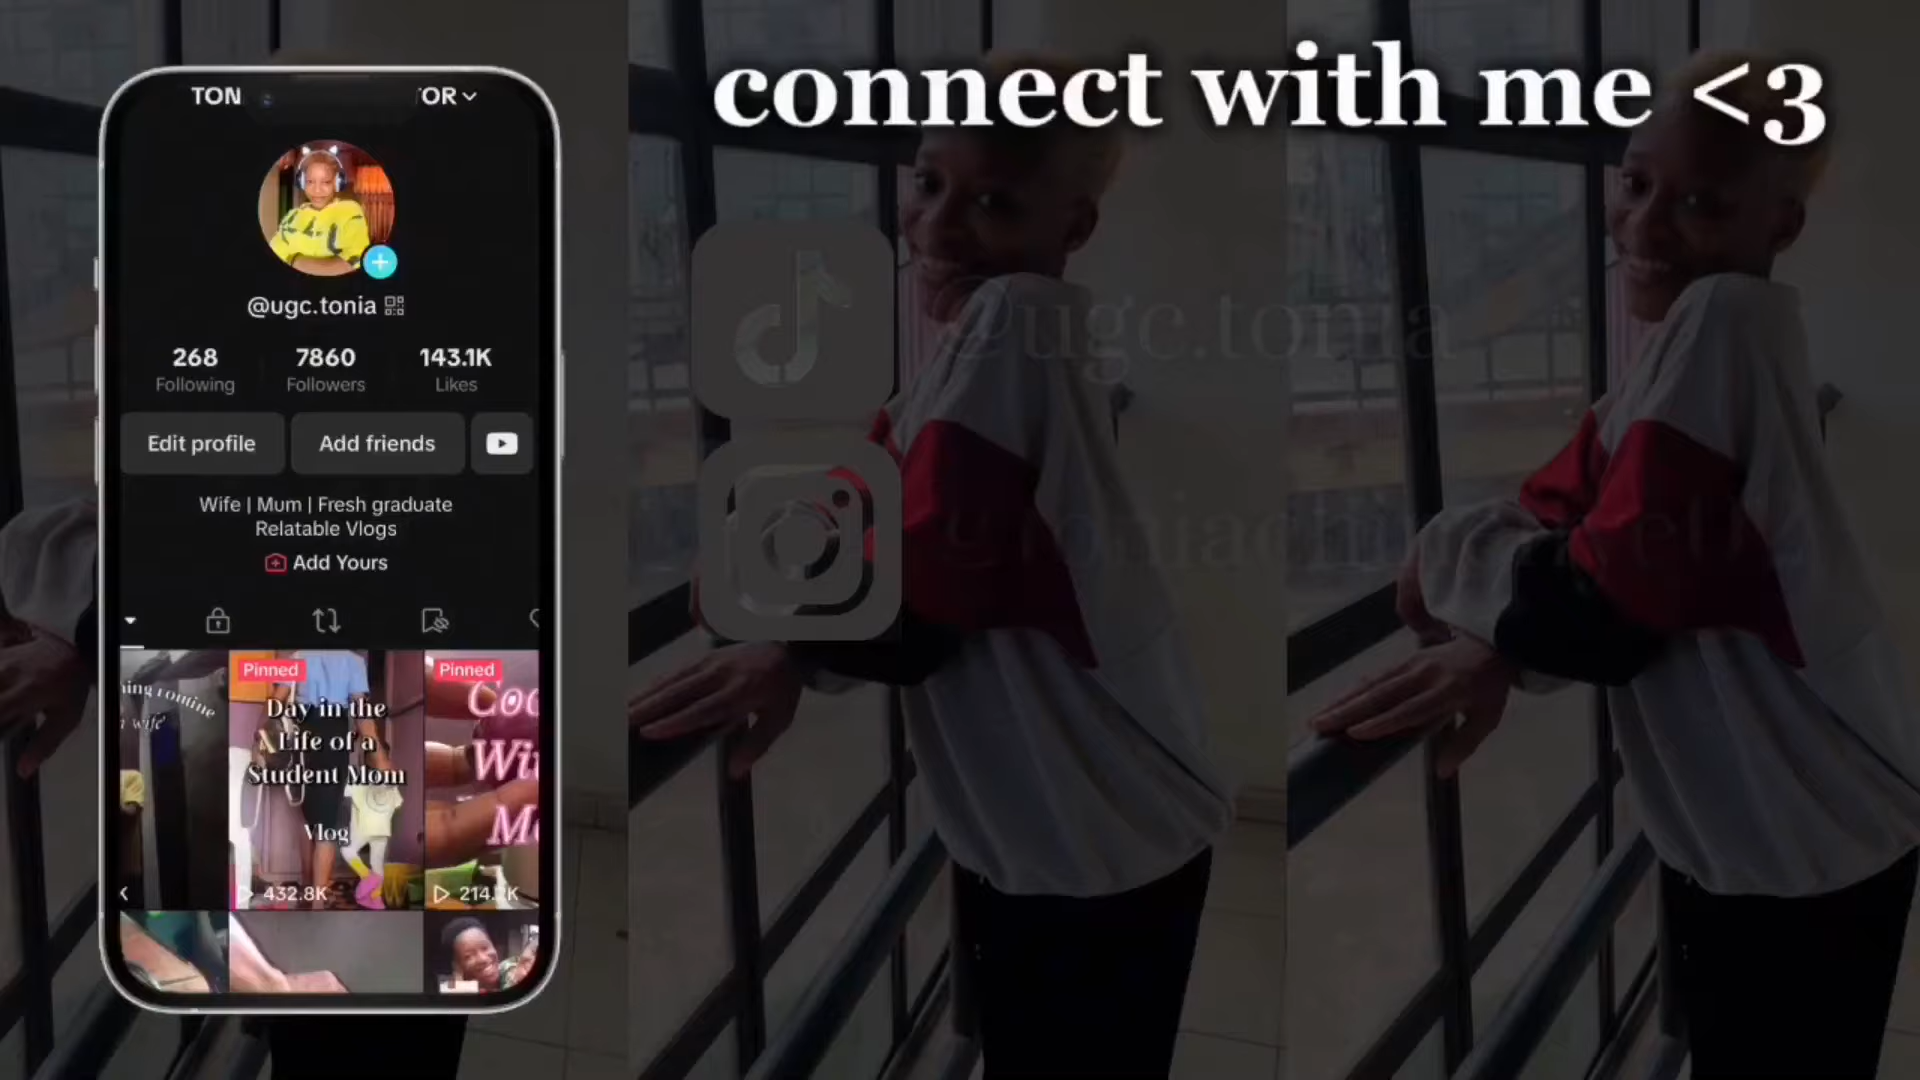 connect with me <3
TON
OR
@ugc.tonia
268
7860
143.1K
Following
Followers
Likes
Edit profile
Add friends
Wife | Mum | Fresh graduate
Relatable Vlogs
Add Yours
Pinned
Day in the
Life of a
Student Mom
Vlog
432.8K
Pinned
@ugc.tonia